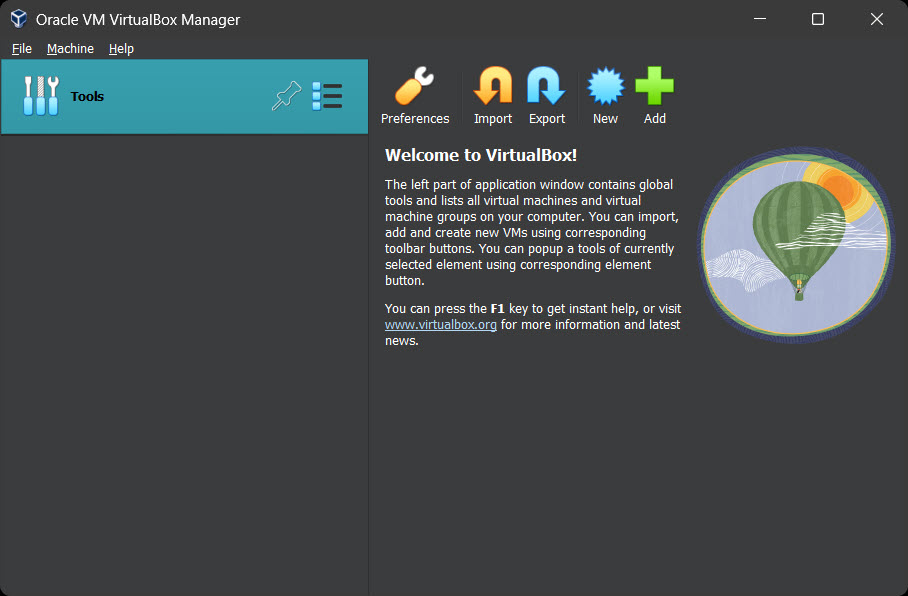 Oracle VM VirtualBox Manager
File Machine Help
Tools
Preferences Import Export New Add
Welcome to VirtualBox!
The left part of application window contains global
tools and lists all virtual machines and virtual
machine groups on your computer. You can import,
add and create new VMs using corresponding
toolbar buttons. You can popup a tools of currently
selected element using corresponding element
button.
You can press the F1 key to get instant help, or visit
www.virtualbox.org for more information and latest
news.